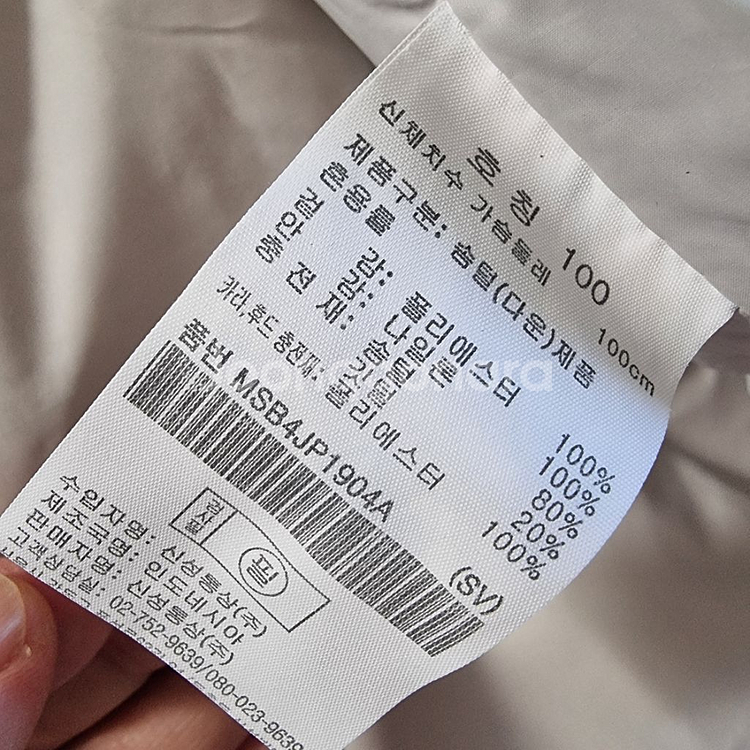 호 칭 100
신체치수 가슴둘레 100cm
제품구분: 솜털(다운)제품
혼용률
겉 감: 폴리에스터 100%
안 감: 나일론 100%
충 전 재: 솜털 80%
깃털 20%
카라,후드 충전재: 폴리에스터 100%
품번 MSB4JP1904A (SV)
검사필 필
수입자명: 신성통상(주)
제조국명: 인도네시아
판매자명: 신성통상(주)
고객상담실: 02-752-9639/080-023-9639